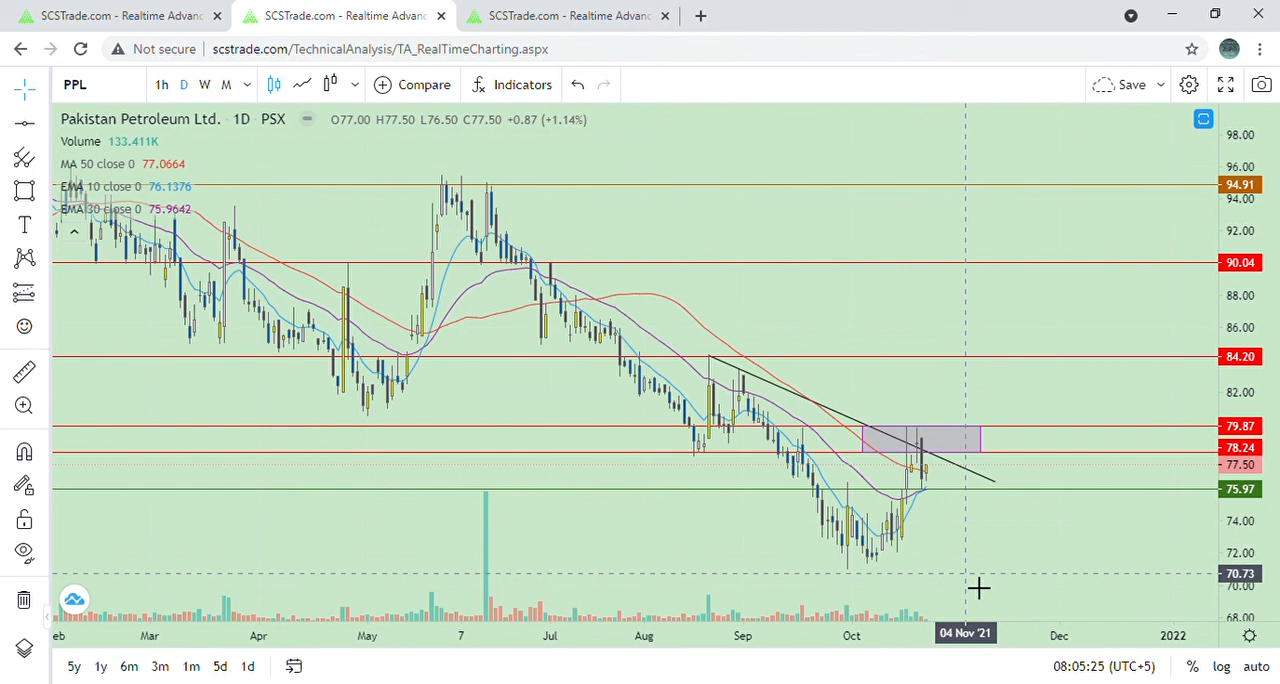 SCSTrade.com - Realtime Advanc
SCSTrade.com - Realtime Advanc
SCSTrade.com - Realtime Advanc
Not secure
scstrade.com/TechnicalAnalysis/TA_RealTimeCharting.aspx
PPL 1h D W M Compare Indicators Save
Pakistan Petroleum Ltd. · 1D · PSX O77.00 H77.50 L76.50 C77.50 +0.87 (+1.14%)
Volume 133.411K
MA 50 close 0 77.0664
EMA 10 close 0 76.1376
EMA 30 close 0 75.9642
98.00
96.00
94.91
94.00
92.00
90.04
88.00
86.00
84.20
82.00
79.87
78.24
77.50
75.97
74.00
72.00
70.73
70.00
68.00
eb Mar Apr May 7 Jul Aug Sep Oct 04 Nov '21 Dec 2022
5y 1y 6m 3m 1m 5d 1d 08:05:25 (UTC+5) % log auto